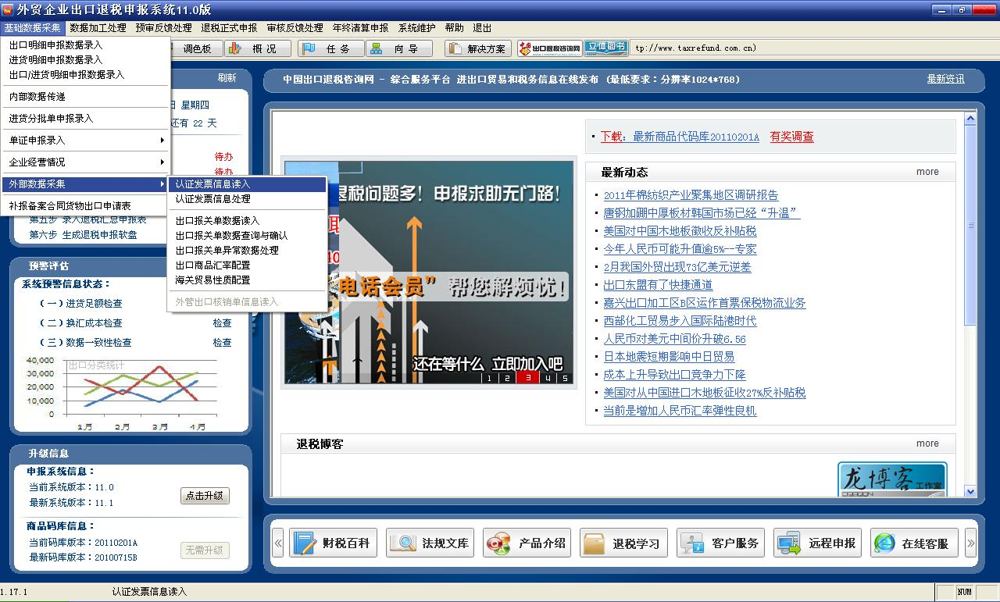 外贸企业出口退税申报系统11.0版
基础数据采集 数据加工处理 预审反馈处理 退税正式申报 审核反馈处理 年终清算申报 系统维护 帮助 退出
调色板 概 况 任 务 向 导 解决方案 出口退税咨询网 立体图书 tp://www.taxrefund.com.cn)
出口明细申报数据录入
进货明细申报数据录入
出口/进货明细申报数据录入
内部数据传递
进货分批单申报录入
单证申报录入
企业经营情况
外部数据采集
补报备案合同货物出口申请表
认证发票信息读入
认证发票信息处理
出口报关单数据读入
出口报关单数据查询与确认
出口报关单异常数据处理
出口商品汇率配置
海关贸易性质配置
外管出口核销单信息读入
刷新
日 星期四
还有 22 天
待办
待办
第五步 录入退税汇总申报表
第六步 生成退税申报软盘
预警评估
系统预警信息状态：
（一）进货足额检查
（二）换汇成本检查 检查
（三）数据一致性检查 检查
出口分类统计
40,000
30,000
20,000
10,000
0
1月 2月 3月 4月
升级信息
申报系统信息：
当前系统版本：11.0
最新系统版本：11.1
点击升级
商品码库信息：
当前码库版本：20110201A
最新码库版本：20100715B
无需升级
中国出口退税咨询网 - 综合服务平台 进出口贸易和税务信息在线发布 (最低要求：分辨率1024*768)
最新资讯
退税问题多！申报求助无门路！
取
40
“电话会员”帮您解烦忧！
还在等什么 立即加入吧
1 2 3 4 5
下载：最新商品代码库20110201A 有奖调查
最新动态 more
2011年棉纺织产业聚集地区调研报告
唐钢加硼中厚板材韩国市场已经“升温”
美国对中国木地板徵收反补贴税
今年人民币可能升值逾5%--专家
2月我国外贸出现73亿美元逆差
出口东盟有了快捷通道
嘉兴出口加工区B区运作首票保税物流业务
西部化工贸易步入国际陆港时代
人民币对美元中间价升破6.56
日本地震短期影响中日贸易
成本上升导致出口竞争力下降
美国对从中国进口木地板征收27%反补贴税
当前是增加人民币汇率弹性良机
退税博客 more
龙博客工作室
« 财税百科 法规文库 产品介绍 退税学习 客户服务 远程申报 在线客服 »
1.17.1 认证发票信息读入 NUM